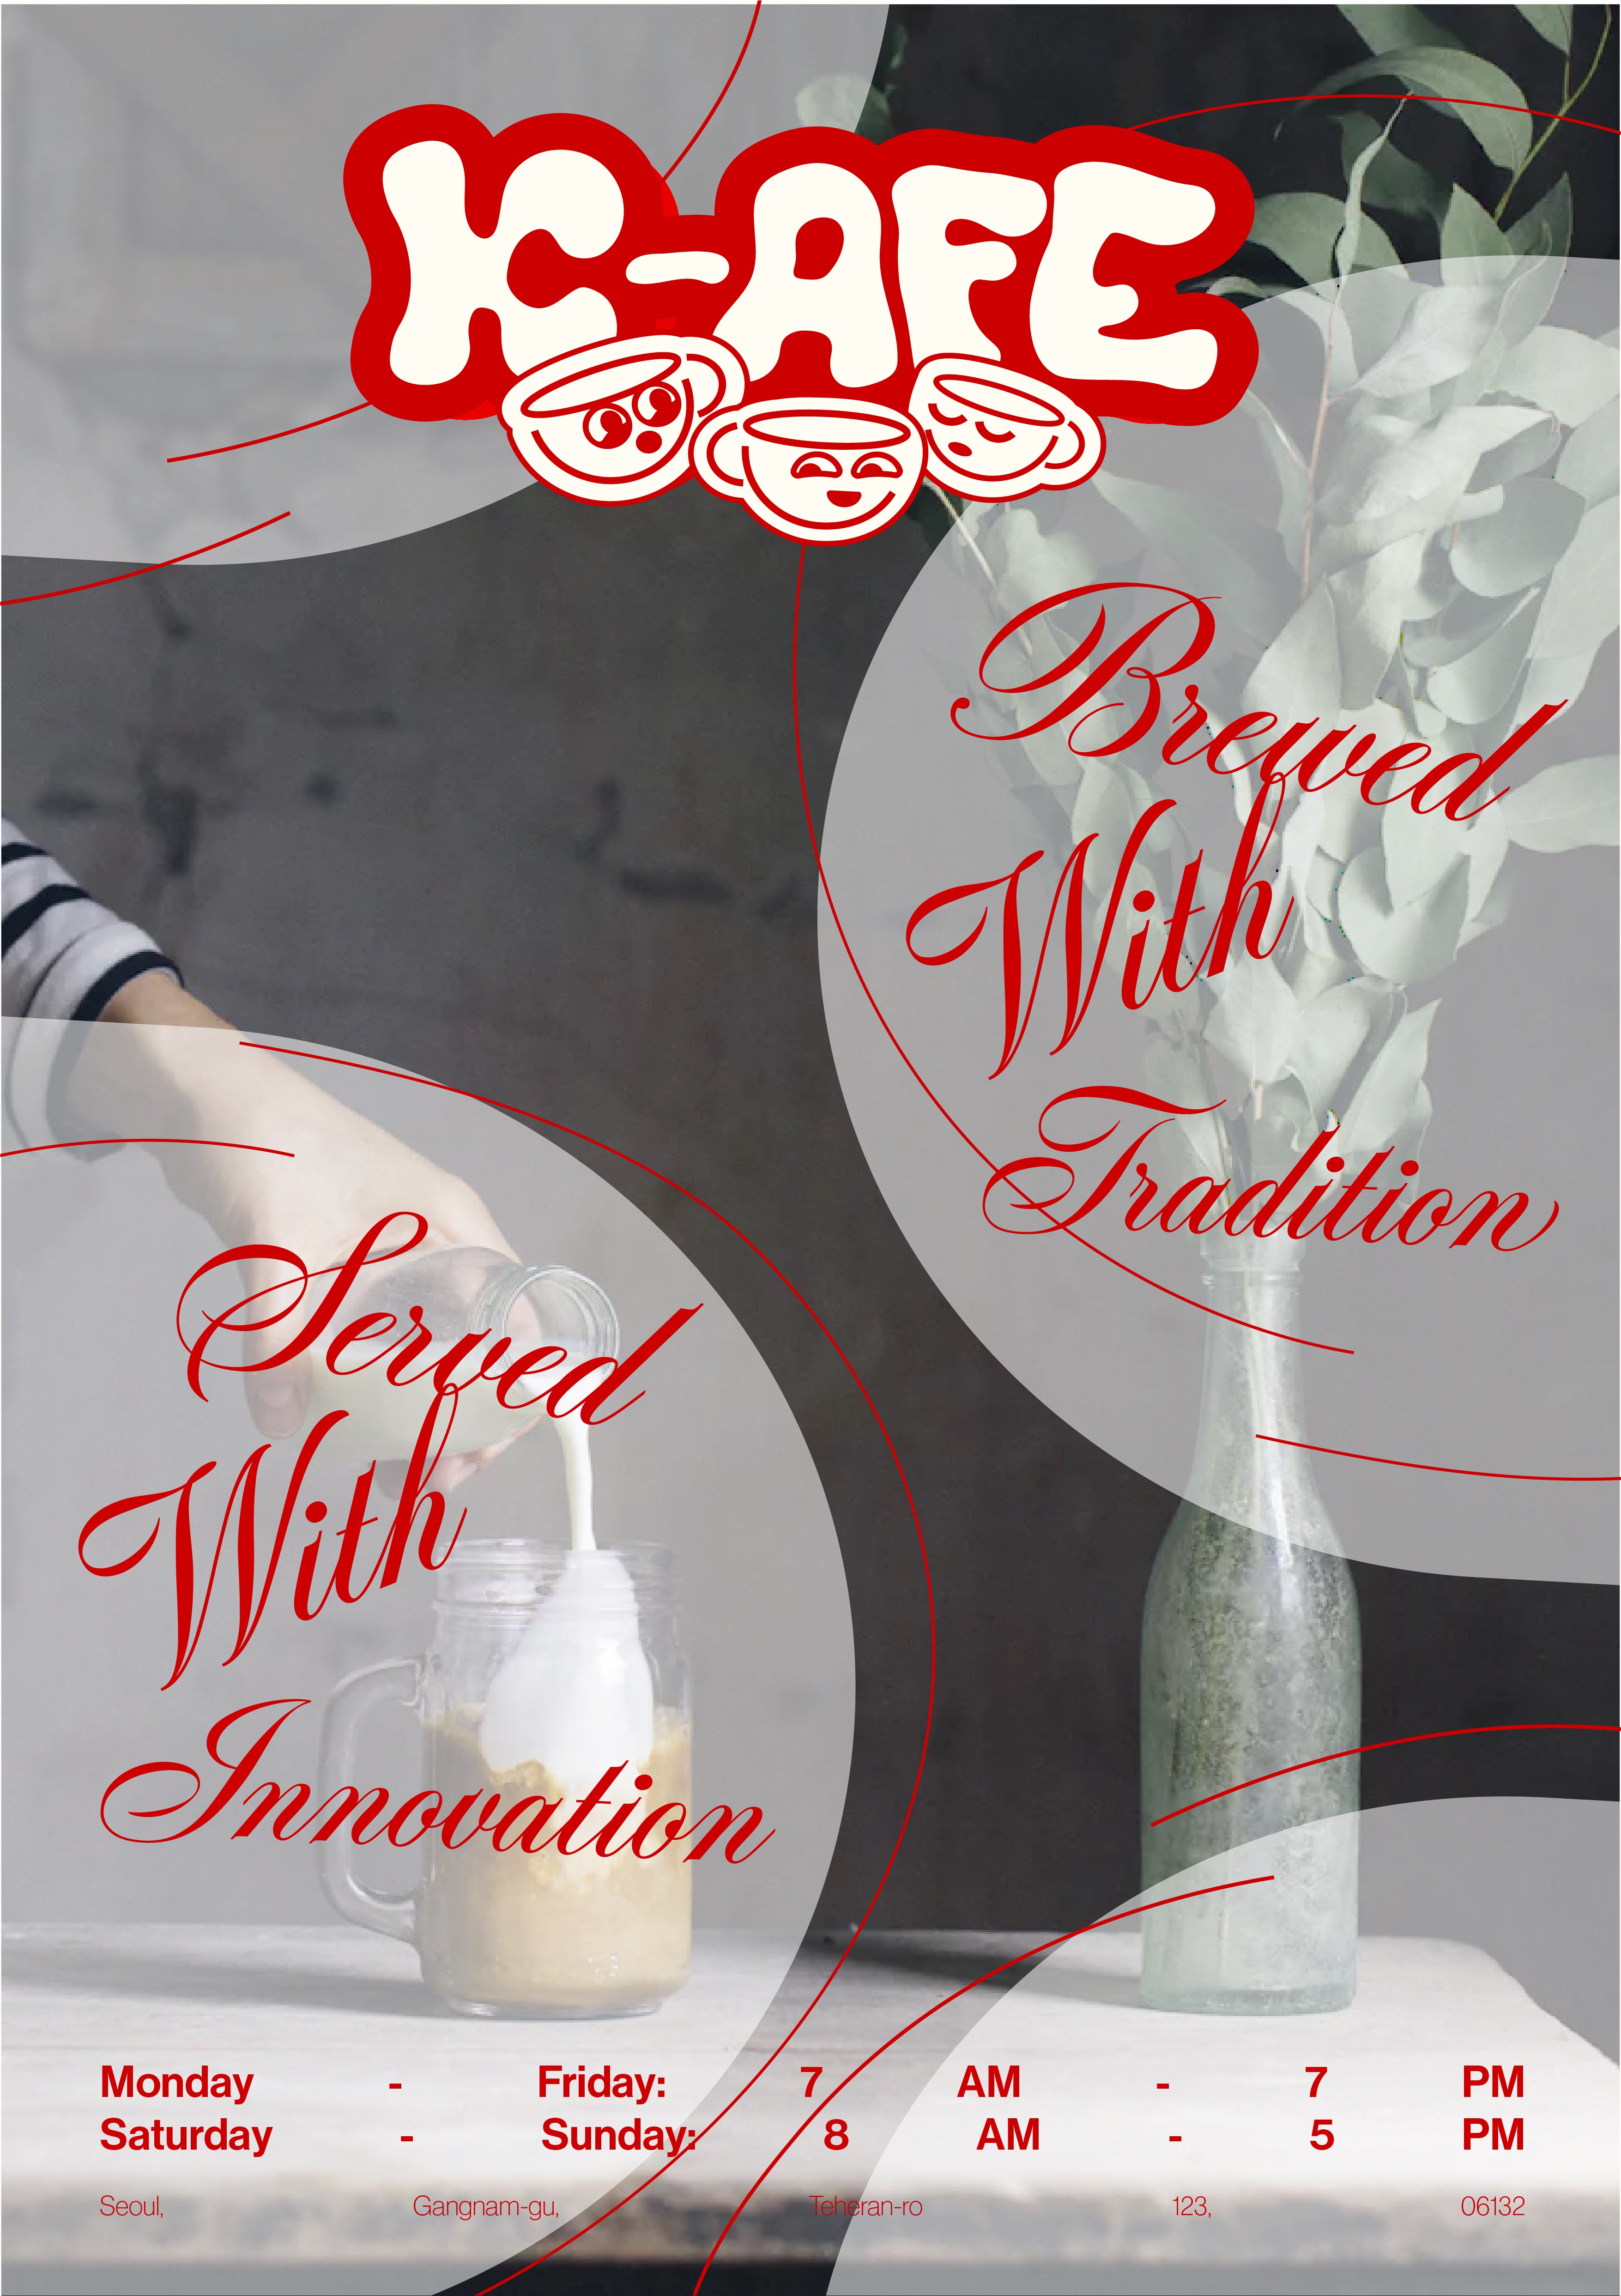 K-AFE
Brewed
With
Tradition
Served
With
Innovation
Monday - Friday: 7 AM - 7 PM
Saturday - Sunday: 8 AM - 5 PM
Seoul, Gangnam-gu, Teheran-ro 123, 06132